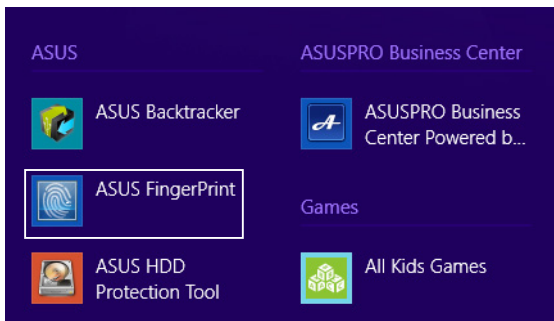 ASUS
ASUS Backtracker
ASUS FingerPrint
ASUS HDD
Protection Tool
ASUSPRO Business Center
ASUSPRO Business
Center Powered b...
Games
All Kids Games